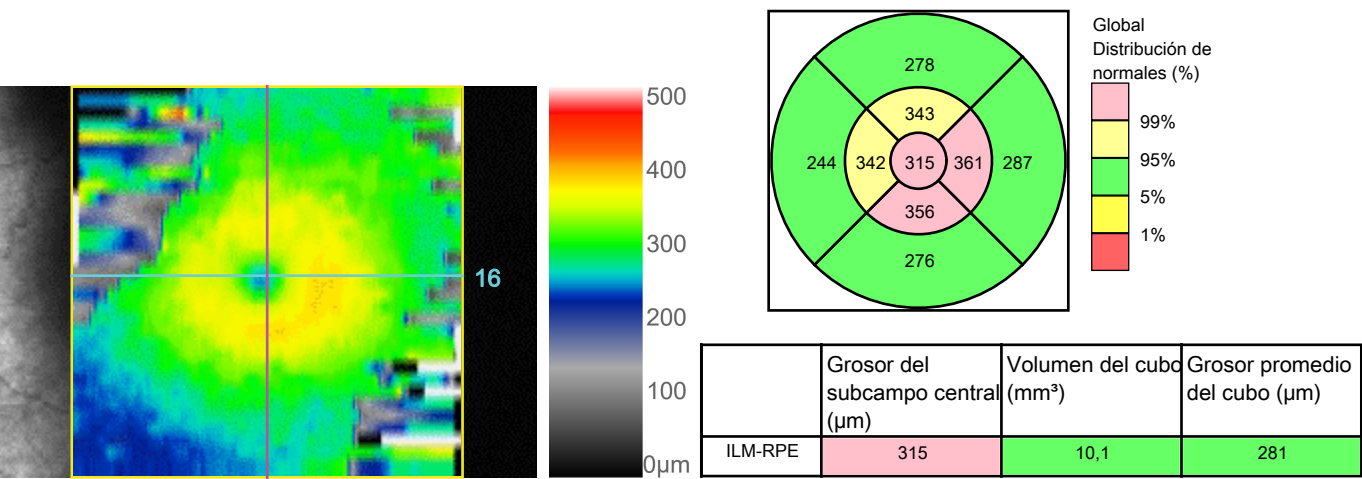 500
400
300
200
100
0µm
16
278
343
244
342
315
361
287
356
276
Global
Distribución de
normales (%)
99%
95%
5%
1%
Grosor del
subcampo central
(µm)
Volumen del cubo
(mm³)
Grosor promedio
del cubo (µm)
ILM-RPE
315
10,1
281